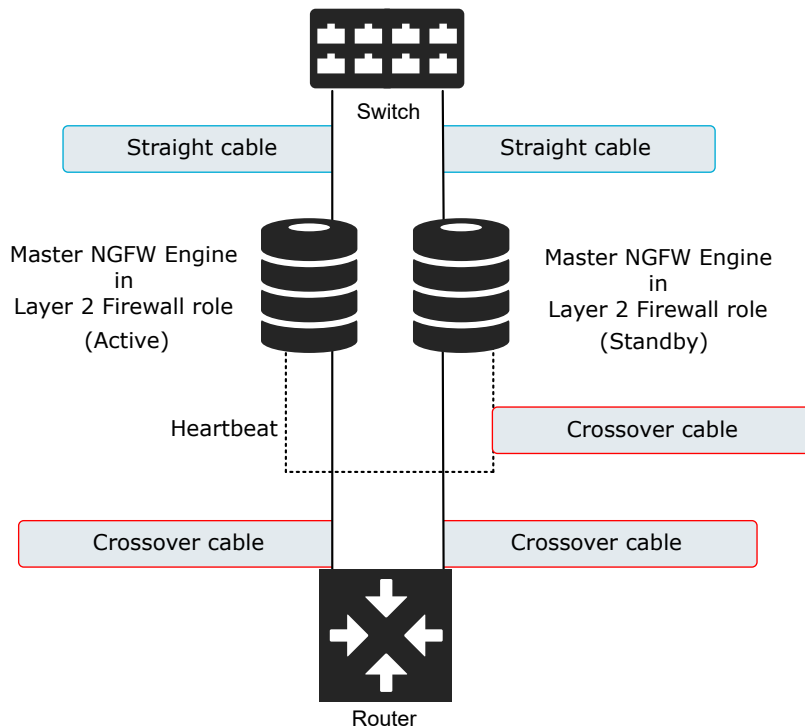 Switch
Straight cable
Straight cable
Master NGFW Engine
in
Layer 2 Firewall role
(Active)
Master NGFW Engine
in
Layer 2 Firewall role
(Standby)
Heartbeat
Crossover cable
Crossover cable
Crossover cable
Router